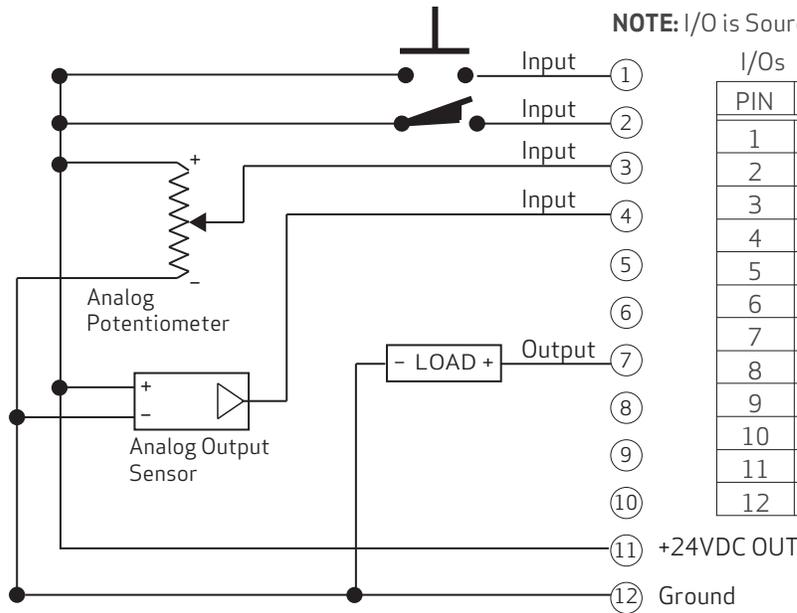 NOTE: I/O is Sour
I/Os
PIN
1
2
3
4
5
6
7
8
9
10
11
12
Input
1
Input
2
Input
3
Input
4
5
6
+
−
Analog
Potentiometer
− LOAD +
Output
7
8
+
−
Analog Output
Sensor
9
10
11
+24VDC OUT
12
Ground